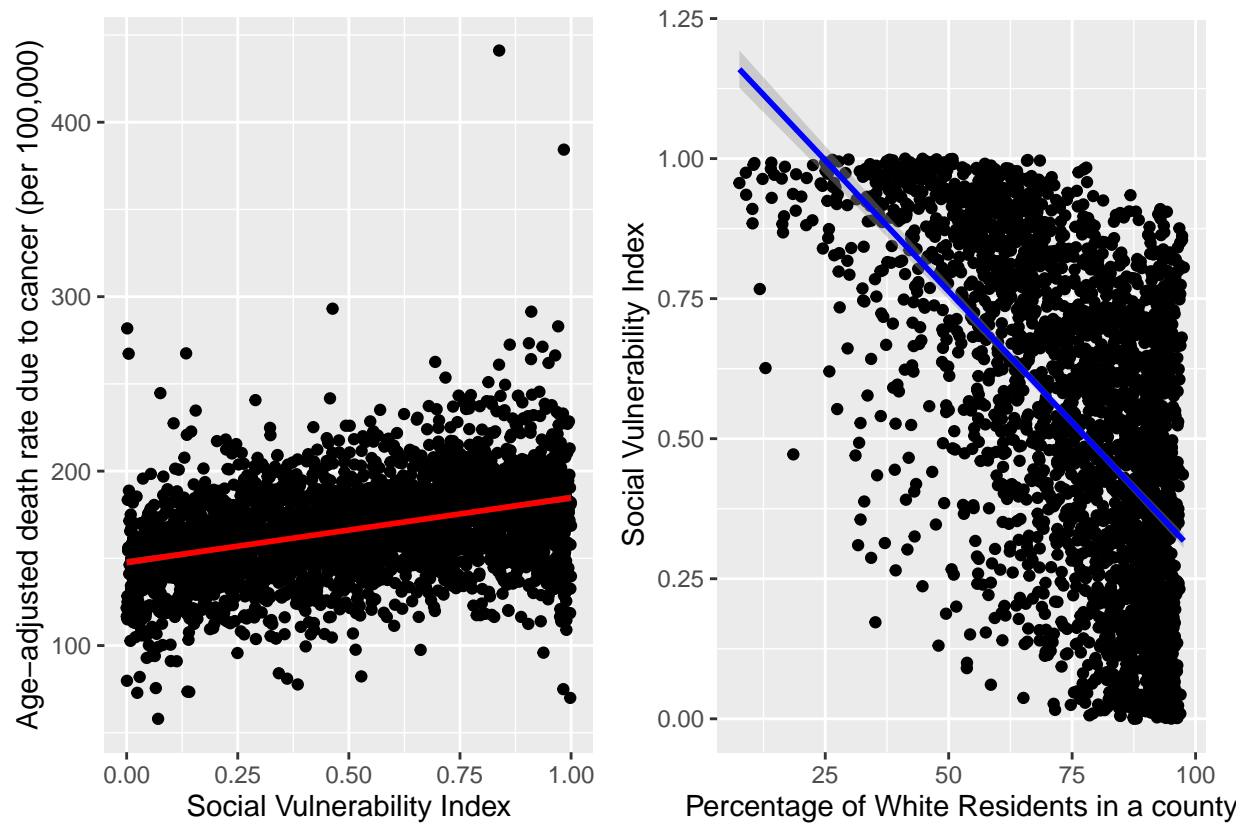 Age−adjusted death rate due to cancer (per 100,000)
400
300
200
100
0.00 0.25 0.50 0.75 1.00
Social Vulnerability Index
Social Vulnerability Index
1.25
1.00
0.75
0.50
0.25
0.00
25 50 75 100
Percentage of White Residents in a county